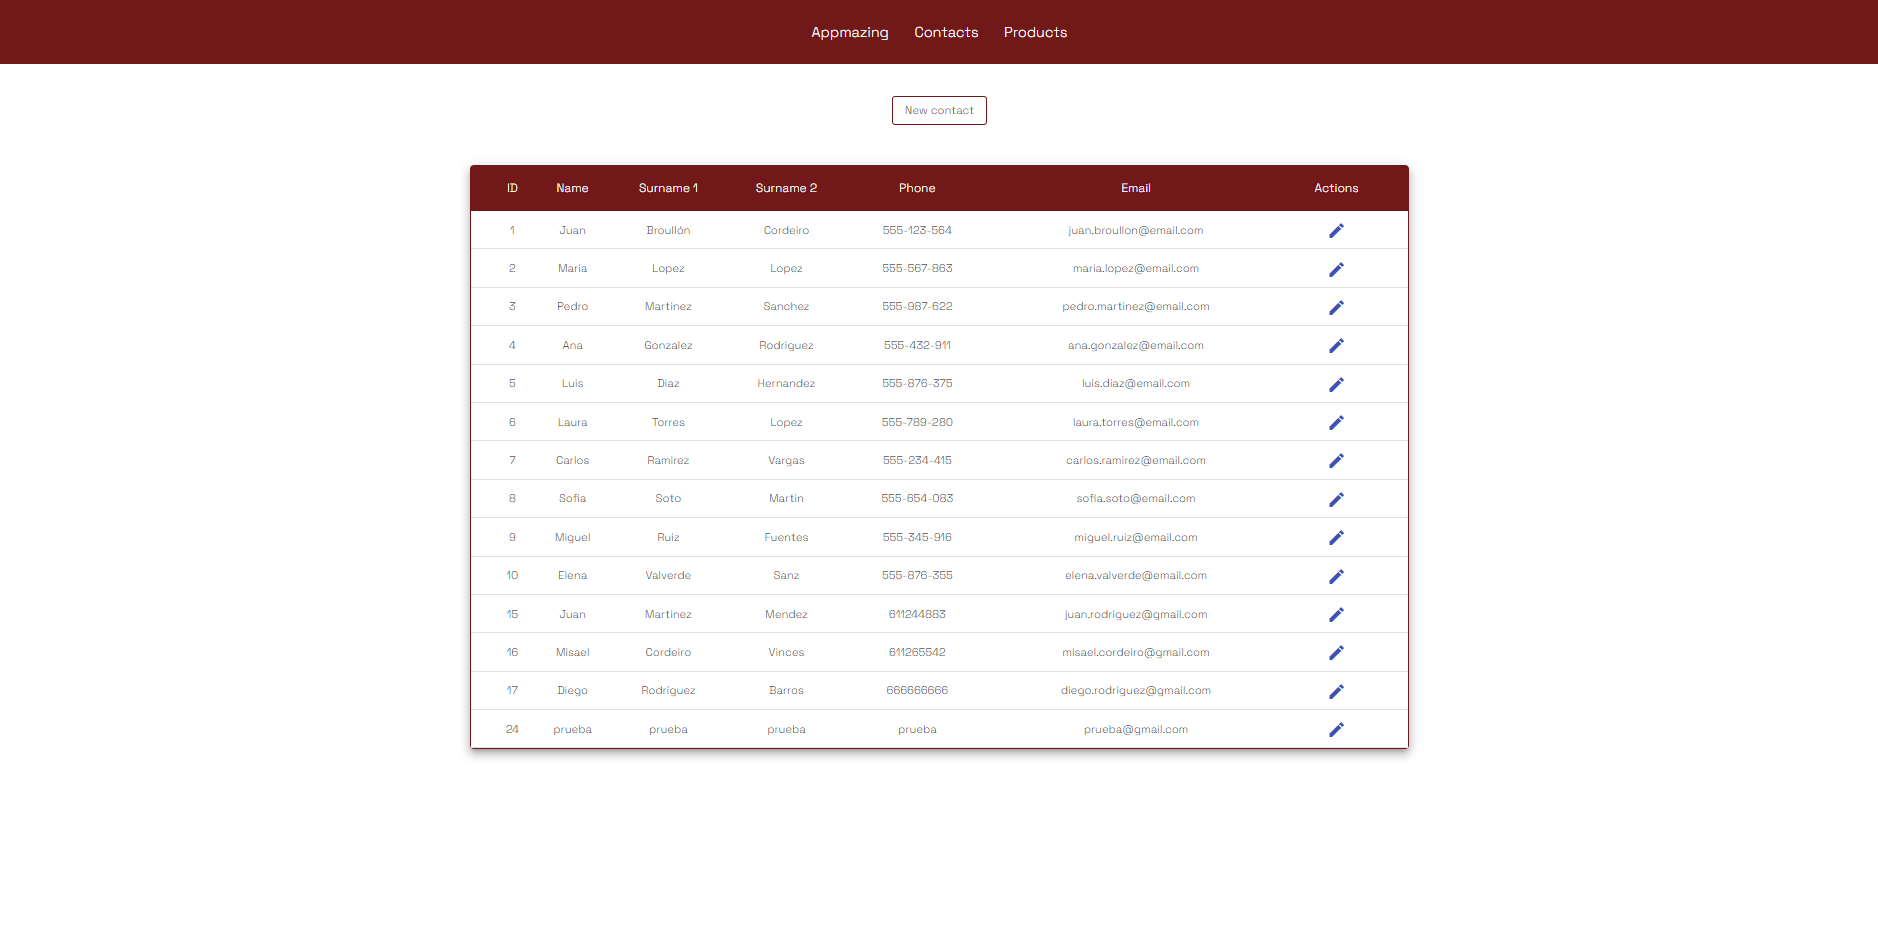 Appmazing Contacts Products
New contact
ID Name Surname 1 Surname 2 Phone Email Actions
1 Juan Broullón Cordeiro 555-123-564 juan.broullon@email.com
2 Maria Lopez Lopez 555-567-863 maria.lopez@email.com
3 Pedro Martinez Sanchez 555-987-622 pedro.martinez@email.com
4 Ana Gonzalez Rodriguez 555-432-911 ana.gonzalez@email.com
5 Luis Diaz Hernandez 555-876-375 luis.diaz@email.com
6 Laura Torres Lopez 555-789-280 laura.torres@email.com
7 Carlos Ramirez Vargas 555-234-415 carlos.ramirez@email.com
8 Sofia Soto Martin 555-654-083 sofia.soto@email.com
9 Miguel Ruiz Fuentes 555-345-916 miguel.ruiz@email.com
10 Elena Valverde Sanz 555-876-355 elena.valverde@email.com
15 Juan Martinez Mendez 611244883 juan.rodriguez@gmail.com
16 Misael Cordeiro Vinces 611265542 misael.cordeiro@gmail.com
17 Diego Rodríguez Barros 666666666 diego.rodriguez@gmail.com
24 prueba prueba prueba prueba prueba@gmail.com